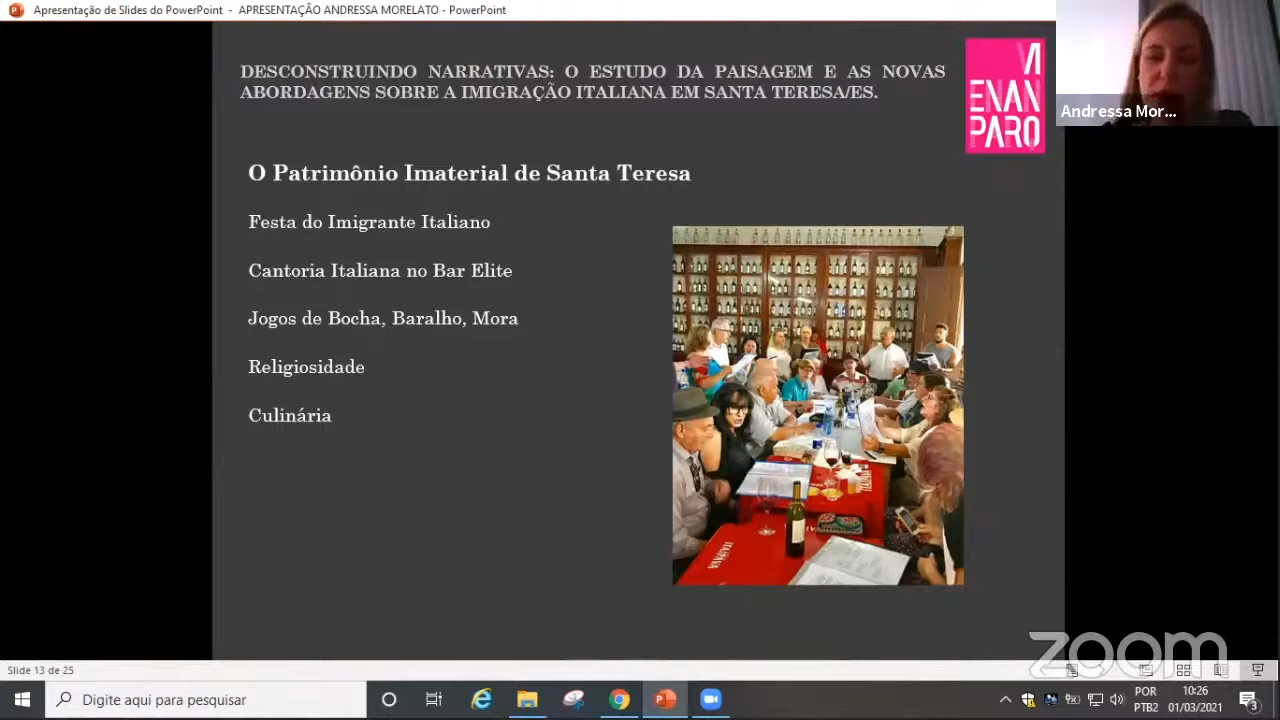 Apresentação de Slides do PowerPoint - APRESENTAÇÃO ANDRESSA MORELATO - PowerPoint
DESCONSTRUINDO NARRATIVAS: O ESTUDO DA PAISAGEM E AS NOVAS
ABORDAGENS SOBRE A IMIGRAÇÃO ITALIANA EM SANTA TERESA/ES.
VI
ENAN
PARQ
Andressa Mor...
O Patrimônio Imaterial de Santa Teresa
Festa do Imigrante Italiano
Cantoria Italiana no Bar Elite
Jogos de Bocha, Baralho, Mora
Religiosidade
Culinária
ITAIPAVA
ITAIPAVA
zoom
Slide 13 de 25
Digite aqui para pesquisar
POR
PTB2
10:26
01/03/2021
3